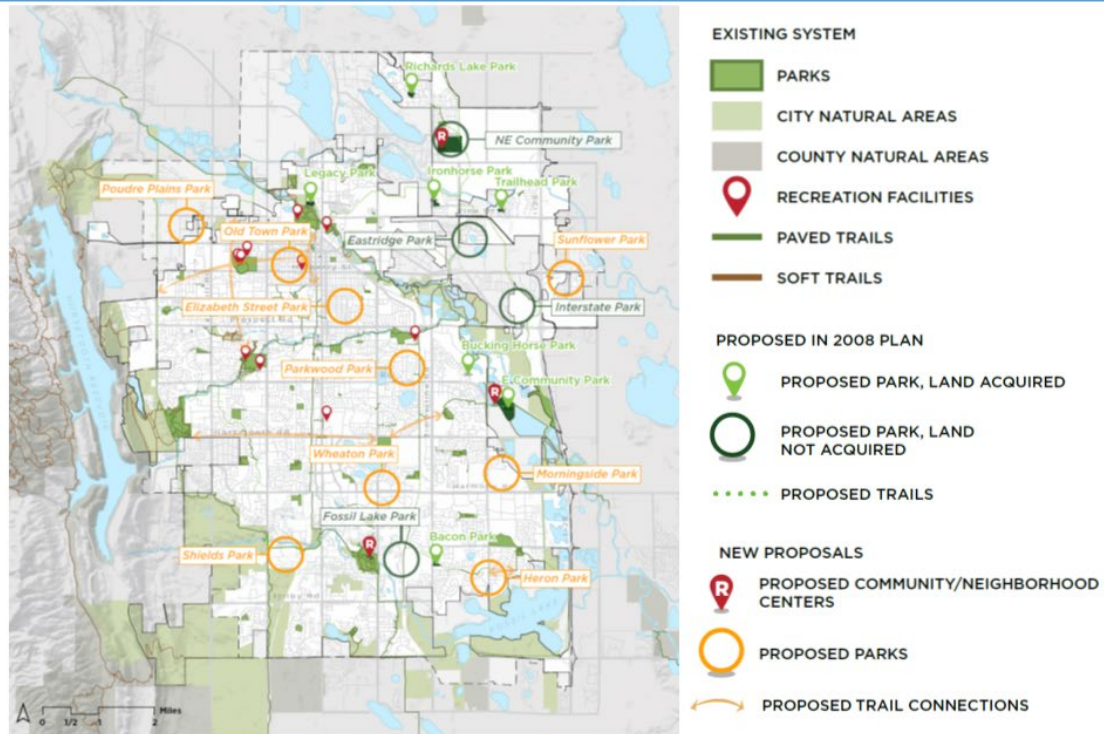 Richards Lake Park
NE Community Park
Legacy Park
Ironhorse Park
Trailhead Park
Poudre Plains Park
Old Town Park
Eastridge Park
Sunflower Park
Elizabeth Street Park
Interstate Park
Bucking Horse Park
Parkwood Park
E Community Park
Wheaton Park
Morningside Park
Fossil Lake Park
Bacon Park
Shields Park
Heron Park
R
R
R
0 1/2 1 2 Miles
EXISTING SYSTEM
PARKS
CITY NATURAL AREAS
COUNTY NATURAL AREAS
RECREATION FACILITIES
PAVED TRAILS
SOFT TRAILS
PROPOSED IN 2008 PLAN
PROPOSED PARK, LAND ACQUIRED
PROPOSED PARK, LAND
NOT ACQUIRED
PROPOSED TRAILS
NEW PROPOSALS
R
PROPOSED COMMUNITY/NEIGHBORHOOD
CENTERS
PROPOSED PARKS
PROPOSED TRAIL CONNECTIONS